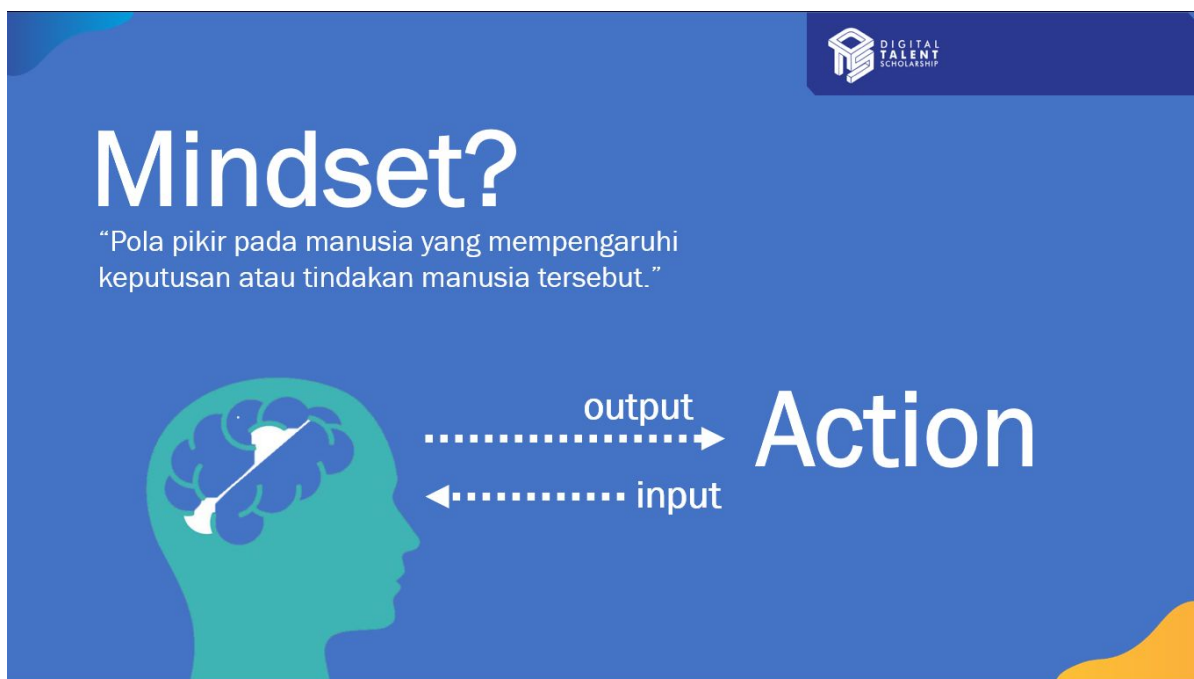 DIGITAL
TALENT
SCHOLARSHIP
Mindset?
“Pola pikir pada manusia yang mempengaruhi
keputusan atau tindakan manusia tersebut.”
output
Action
input